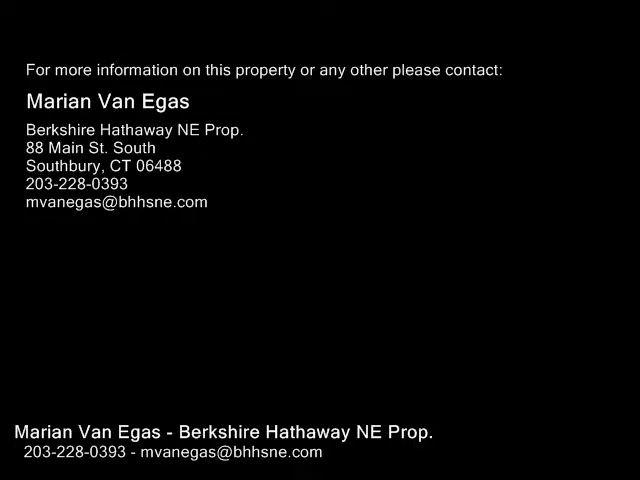 For more information on this property or any other please contact:
Marian Van Egas
Berkshire Hathaway NE Prop.
88 Main St. South
Southbury, CT 06488
203-228-0393
mvanegas@bhhsne.com
Marian Van Egas - Berkshire Hathaway NE Prop.
203-228-0393 - mvanegas@bhhsne.com